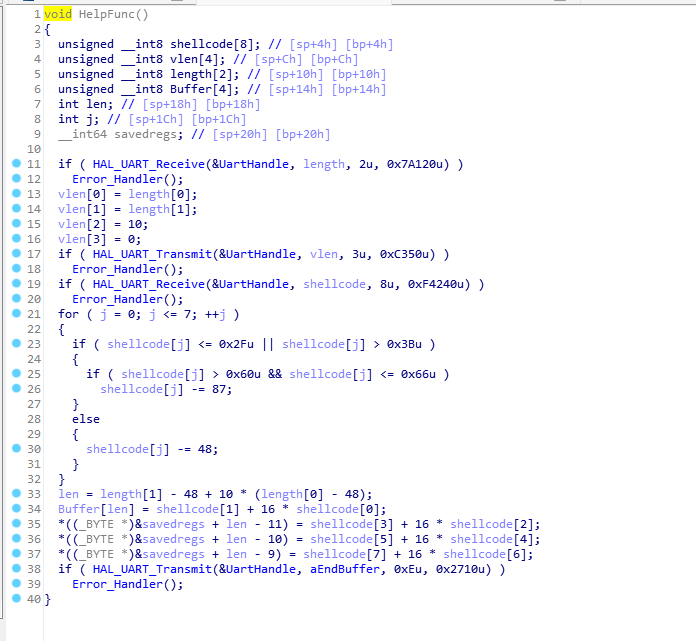 1 void HelpFunc()
2 {
3 unsigned __int8 shellcode[8]; // [sp+4h] [bp+4h]
4 unsigned __int8 vlen[4]; // [sp+Ch] [bp+Ch]
5 unsigned __int8 length[2]; // [sp+10h] [bp+10h]
6 unsigned __int8 Buffer[4]; // [sp+14h] [bp+14h]
7 int len; // [sp+18h] [bp+18h]
8 int j; // [sp+1Ch] [bp+1Ch]
9 __int64 savedregs; // [sp+20h] [bp+20h]
10
11 if ( HAL_UART_Receive(&UartHandle, length, 2u, 0x7A120u) )
12 Error_Handler();
13 vlen[0] = length[0];
14 vlen[1] = length[1];
15 vlen[2] = 10;
16 vlen[3] = 0;
17 if ( HAL_UART_Transmit(&UartHandle, vlen, 3u, 0xC350u) )
18 Error_Handler();
19 if ( HAL_UART_Receive(&UartHandle, shellcode, 8u, 0xF4240u) )
20 Error_Handler();
21 for ( j = 0; j <= 7; ++j )
22 {
23 if ( shellcode[j] <= 0x2Fu || shellcode[j] > 0x3Bu )
24 {
25 if ( shellcode[j] > 0x60u && shellcode[j] <= 0x66u )
26 shellcode[j] -= 87;
27 }
28 else
29 {
30 shellcode[j] -= 48;
31 }
32 }
33 len = length[1] - 48 + 10 * (length[0] - 48);
34 Buffer[len] = shellcode[1] + 16 * shellcode[0];
35 *((_BYTE *)&savedregs + len - 11) = shellcode[3] + 16 * shellcode[2];
36 *((_BYTE *)&savedregs + len - 10) = shellcode[5] + 16 * shellcode[4];
37 *((_BYTE *)&savedregs + len - 9) = shellcode[7] + 16 * shellcode[6];
38 if ( HAL_UART_Transmit(&UartHandle, aEndBuffer, 0xEu, 0x2710u) )
39 Error_Handler();
40 }